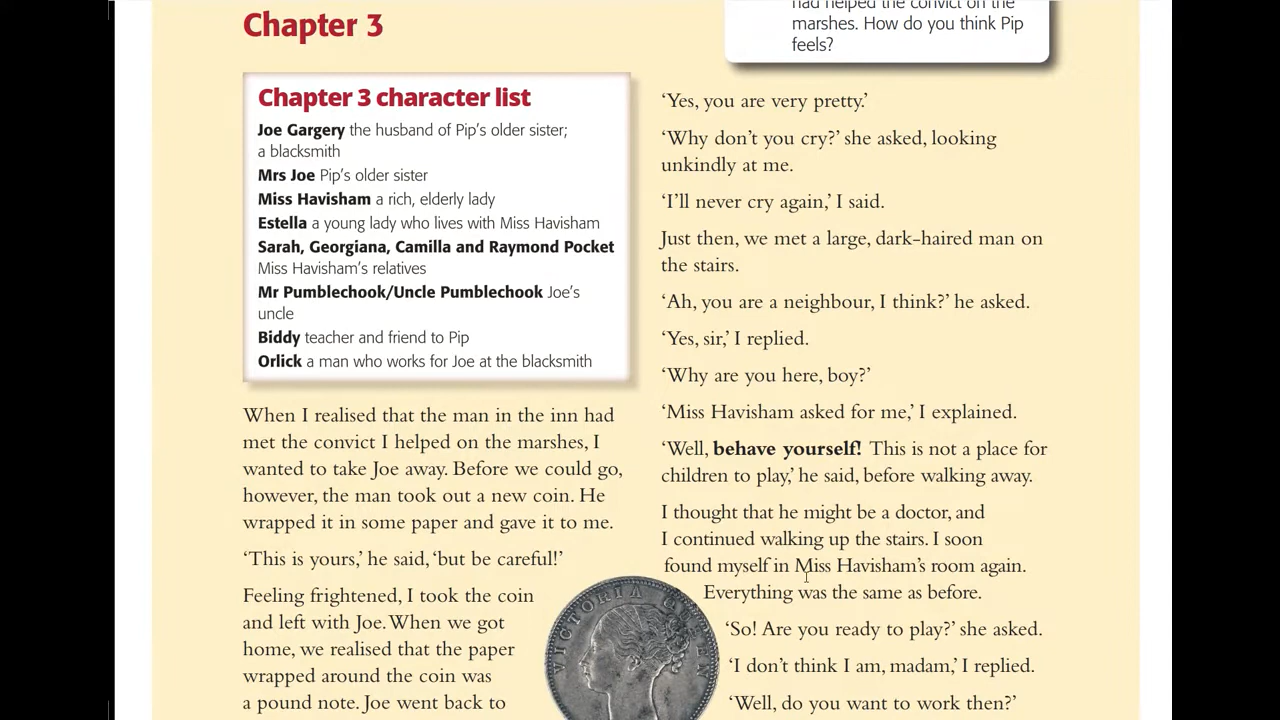 Chapter 3
Chapter 3 character list
Joe Gargery the husband of Pip's older sister;
a blacksmith
Mrs Joe Pip's older sister
Miss Havisham a rich, elderly lady
Estella a young lady who lives with Miss Havisham
Sarah, Georgiana, Camilla and Raymond Pocket
Miss Havisham's relatives
Mr Pumblechook/Uncle Pumblechook Joe's
uncle
Biddy teacher and friend to Pip
Orlick a man who works for Joe at the blacksmith
When I realised that the man in the inn had
met the convict I helped on the marshes, I
wanted to take Joe away. Before we could go,
however, the man took out a new coin. He
wrapped it in some paper and gave it to me.
‘This is yours,’ he said, ‘but be careful!’
Feeling frightened, I took the coin
and left with Joe. When we got
home, we realised that the paper
wrapped around the coin was
a pound note. Joe went back to
VICTORIA QUEEN
had helped the convict on the
marshes. How do you think Pip
feels?
‘Yes, you are very pretty.’
‘Why don't you cry?’ she asked, looking
unkindly at me.
‘I'll never cry again,’ I said.
Just then, we met a large, dark-haired man on
the stairs.
‘Ah, you are a neighbour, I think?’ he asked.
‘Yes, sir,’ I replied.
‘Why are you here, boy?’
‘Miss Havisham asked for me,’ I explained.
‘Well, behave yourself! This is not a place for
children to play,’ he said, before walking away.
I thought that he might be a doctor, and
I continued walking up the stairs. I soon
found myself in Miss Havisham's room again.
Everything was the same as before.
‘So! Are you ready to play?’ she asked.
‘I don't think I am, madam,’ I replied.
‘Well, do you want to work then?’